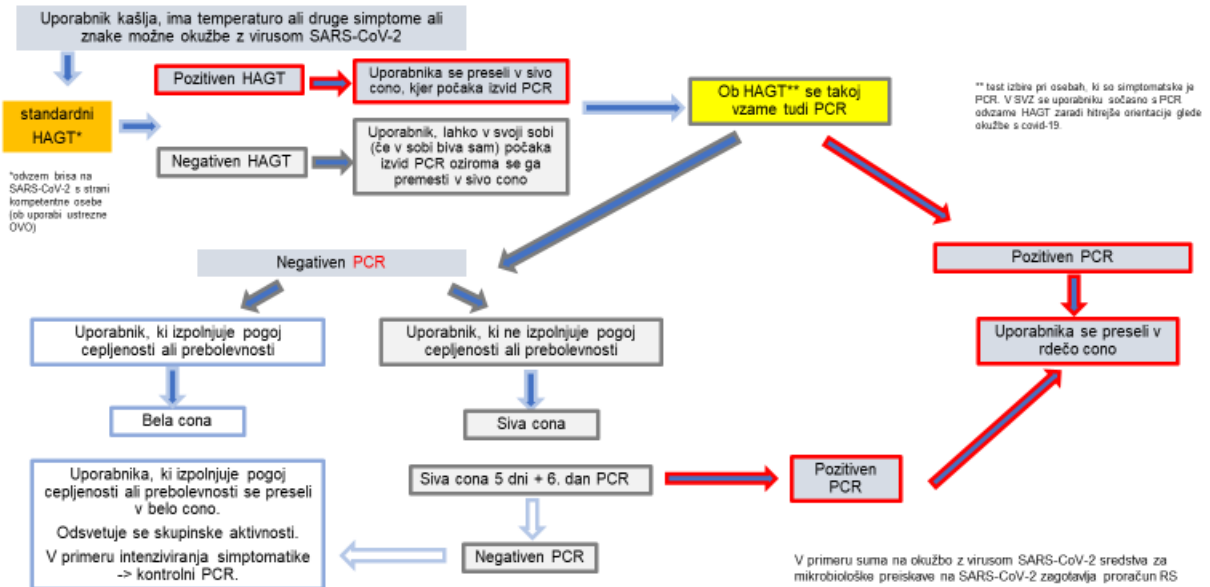 Uporabnik kašlja, ima temperaturo ali druge simptome ali
znake možne okužbe z virusom SARS-CoV-2
standardni
HAGT*
*odvzem brisa na
SARS-CoV-2 s strani
kompetentne osebe
(ob uporabi ustrezne
OVO)
Pozitiven HAGT
Uporabnika se preseli v sivo
cono, kjer počaka izvid PCR
Negativen HAGT
Uporabnik, lahko v svoji sobi
(če v sobi biva sam) počaka
izvid PCR oziroma se ga
premesti v sivo cono
Ob HAGT** se takoj
vzame tudi PCR
** test izbire pri osebah, ki so simptomatske je
PCR. V SVZ se uporabniku sočasno s PCR
odvzame HAGT zaradi hitrejše orientacije glede
okužbe s covid-19.
Negativen PCR
Pozitiven PCR
Uporabnik, ki izpolnjuje pogoj
cepljenosti ali prebolevnosti
Uporabnik, ki ne izpolnjuje pogoj
cepljenosti ali prebolevnosti
Uporabnika se preseli v
rdečo cono
Bela cona
Siva cona
Uporabnika, ki izpolnjuje pogoj
cepljenosti ali prebolevnosti se preseli
v belo cono.
Odsvetuje se skupinske aktivnosti.
V primeru intenziviranja simptomatike
-> kontrolni PCR.
Siva cona 5 dni + 6. dan PCR
Pozitiven
PCR
Negativen PCR
V primeru suma na okužbo z virusom SARS-CoV-2 sredstva za
mikrobiološke preiskave na SARS-CoV-2 zagotavlja proračun RS